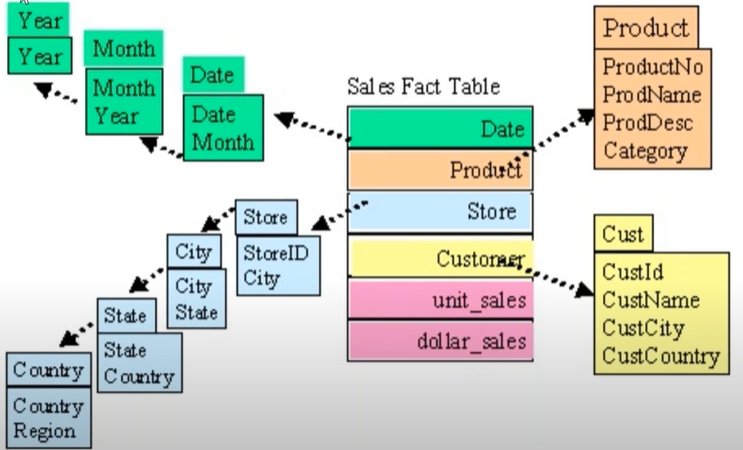 Year
Year
Month
Month
Year
Date
Date
Month
Sales Fact Table
Date
Product
Store
Customer
unit_sales
dollar_sales
Product
ProductNo
ProdName
ProdDesc
Category
Cust
CustId
CustName
CustCity
CustCountry
Store
StoreID
City
City
City
State
State
State
Country
Country
Country
Region